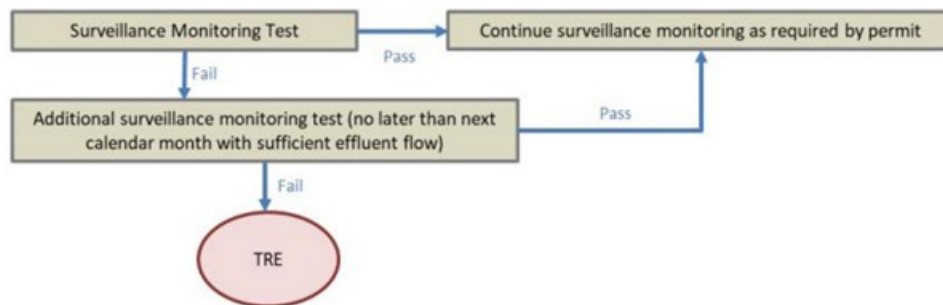 Surveillance Monitoring Test
Continue surveillance monitoring as required by permit
Pass
Fail
Additional surveillance monitoring test (no later than next
calendar month with sufficient effluent flow)
Pass
Fail
TRE